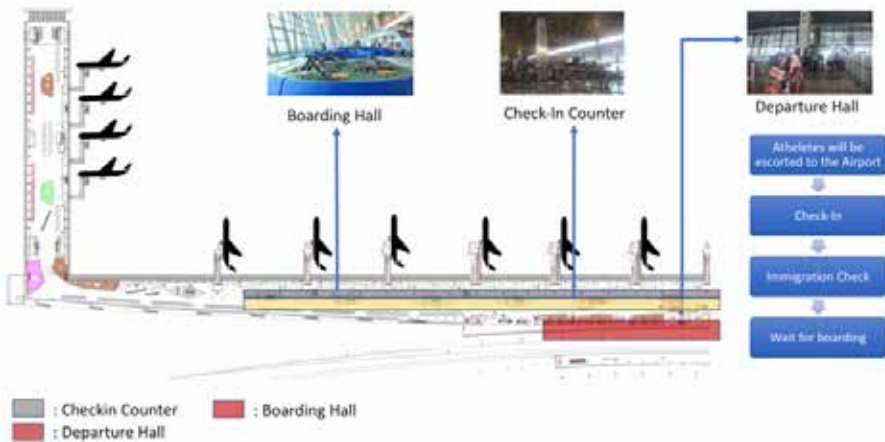 Boarding Hall
Check-In Counter
Departure Hall
Atheletes will be
escorted to the Airport
Check-In
Immigration Check
Wait for boarding
: Checkin Counter
: Boarding Hall
: Departure Hall